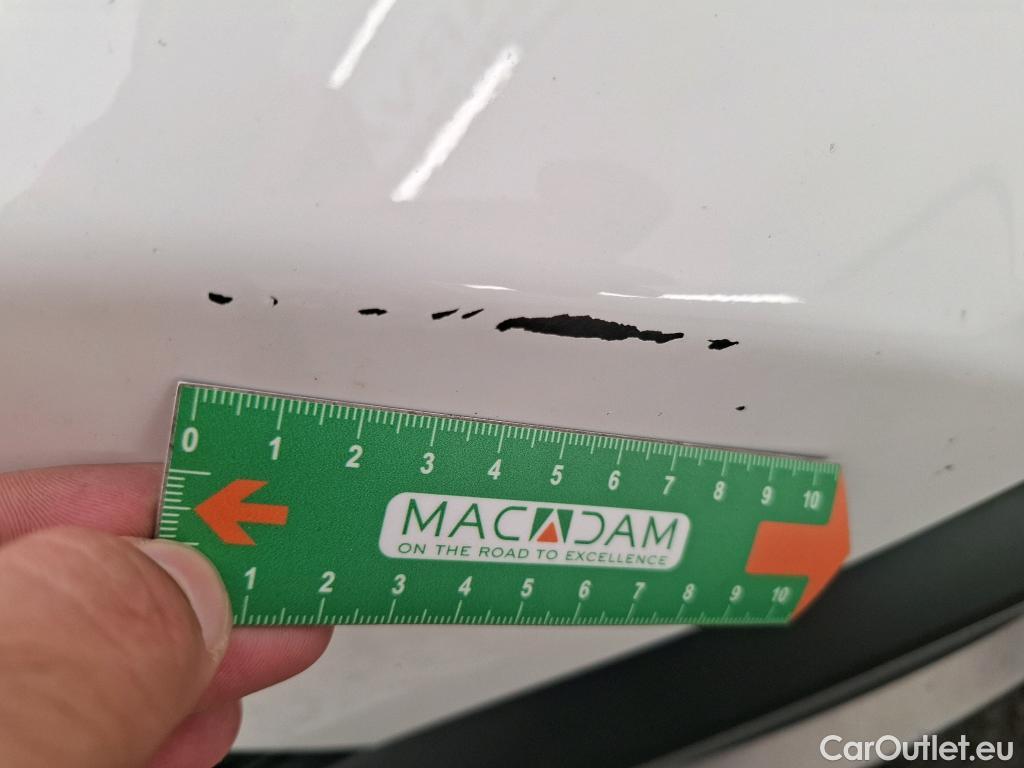 0 1 2 3 4 5 6 7 8 9 10
MACADAM
ON THE ROAD TO EXCELLENCE
1 2 3 4 5 6 7 8 9 10
CarOutlet.eu